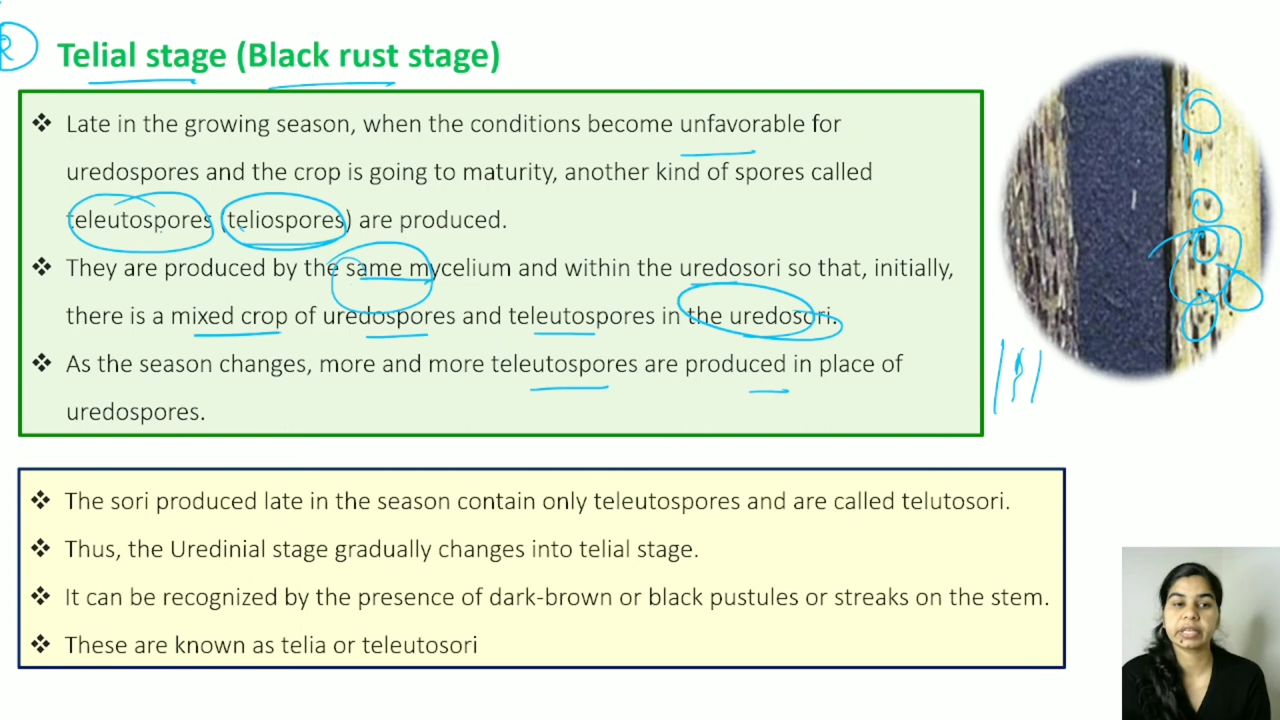 Telial stage (Black rust stage)
❖ Late in the growing season, when the conditions become unfavorable for
uredospores and the crop is going to maturity, another kind of spores called
teleutospores (teliospores) are produced.
❖ They are produced by the same mycelium and within the uredosori so that, initially,
there is a mixed crop of uredospores and teleutospores in the uredosori.
❖ As the season changes, more and more teleutospores are produced in place of
uredospores.
❖ The sori produced late in the season contain only teleutospores and are called telutosori.
❖ Thus, the Uredinial stage gradually changes into telial stage.
❖ It can be recognized by the presence of dark-brown or black pustules or streaks on the stem.
❖ These are known as telia or teleutosori